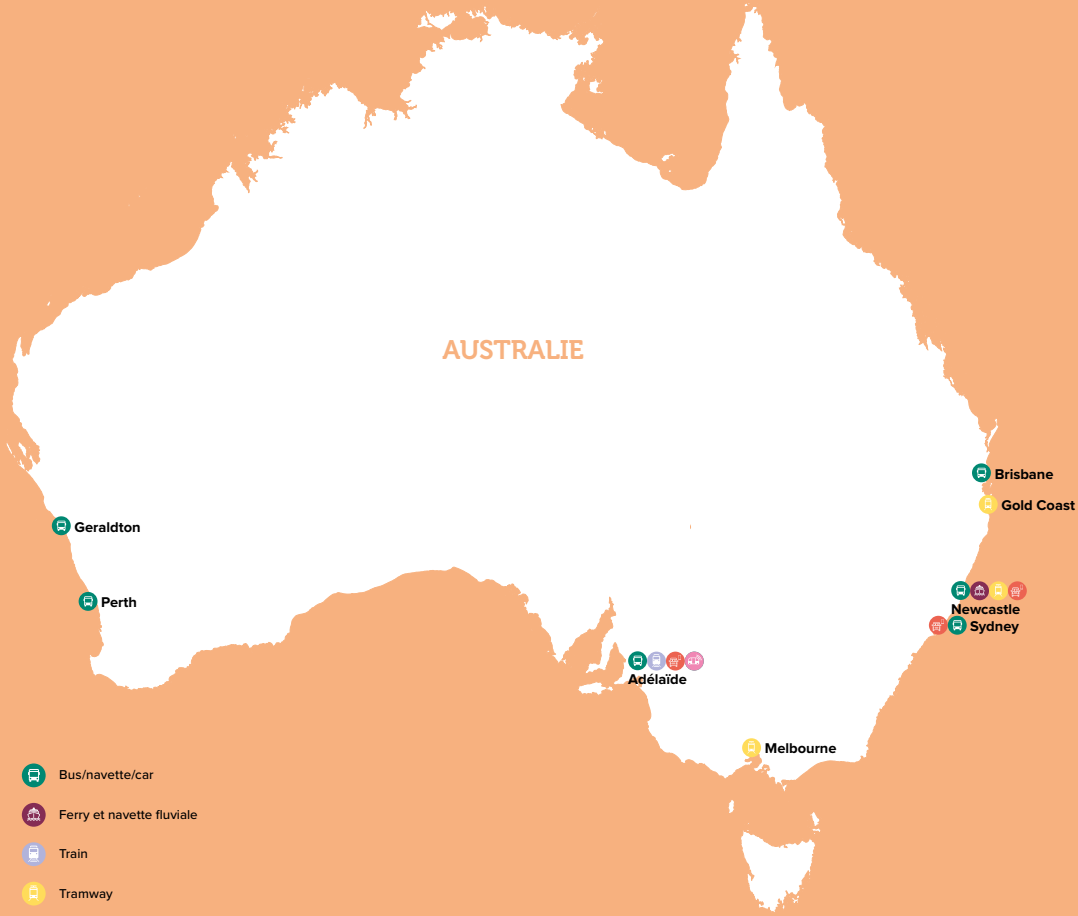 AUSTRALIE
Brisbane
Gold Coast
Geraldton
Perth
Newcastle
Sydney
Adélaïde
Melbourne
Bus/navette/car
Ferry et navette fluviale
Train
Tramway